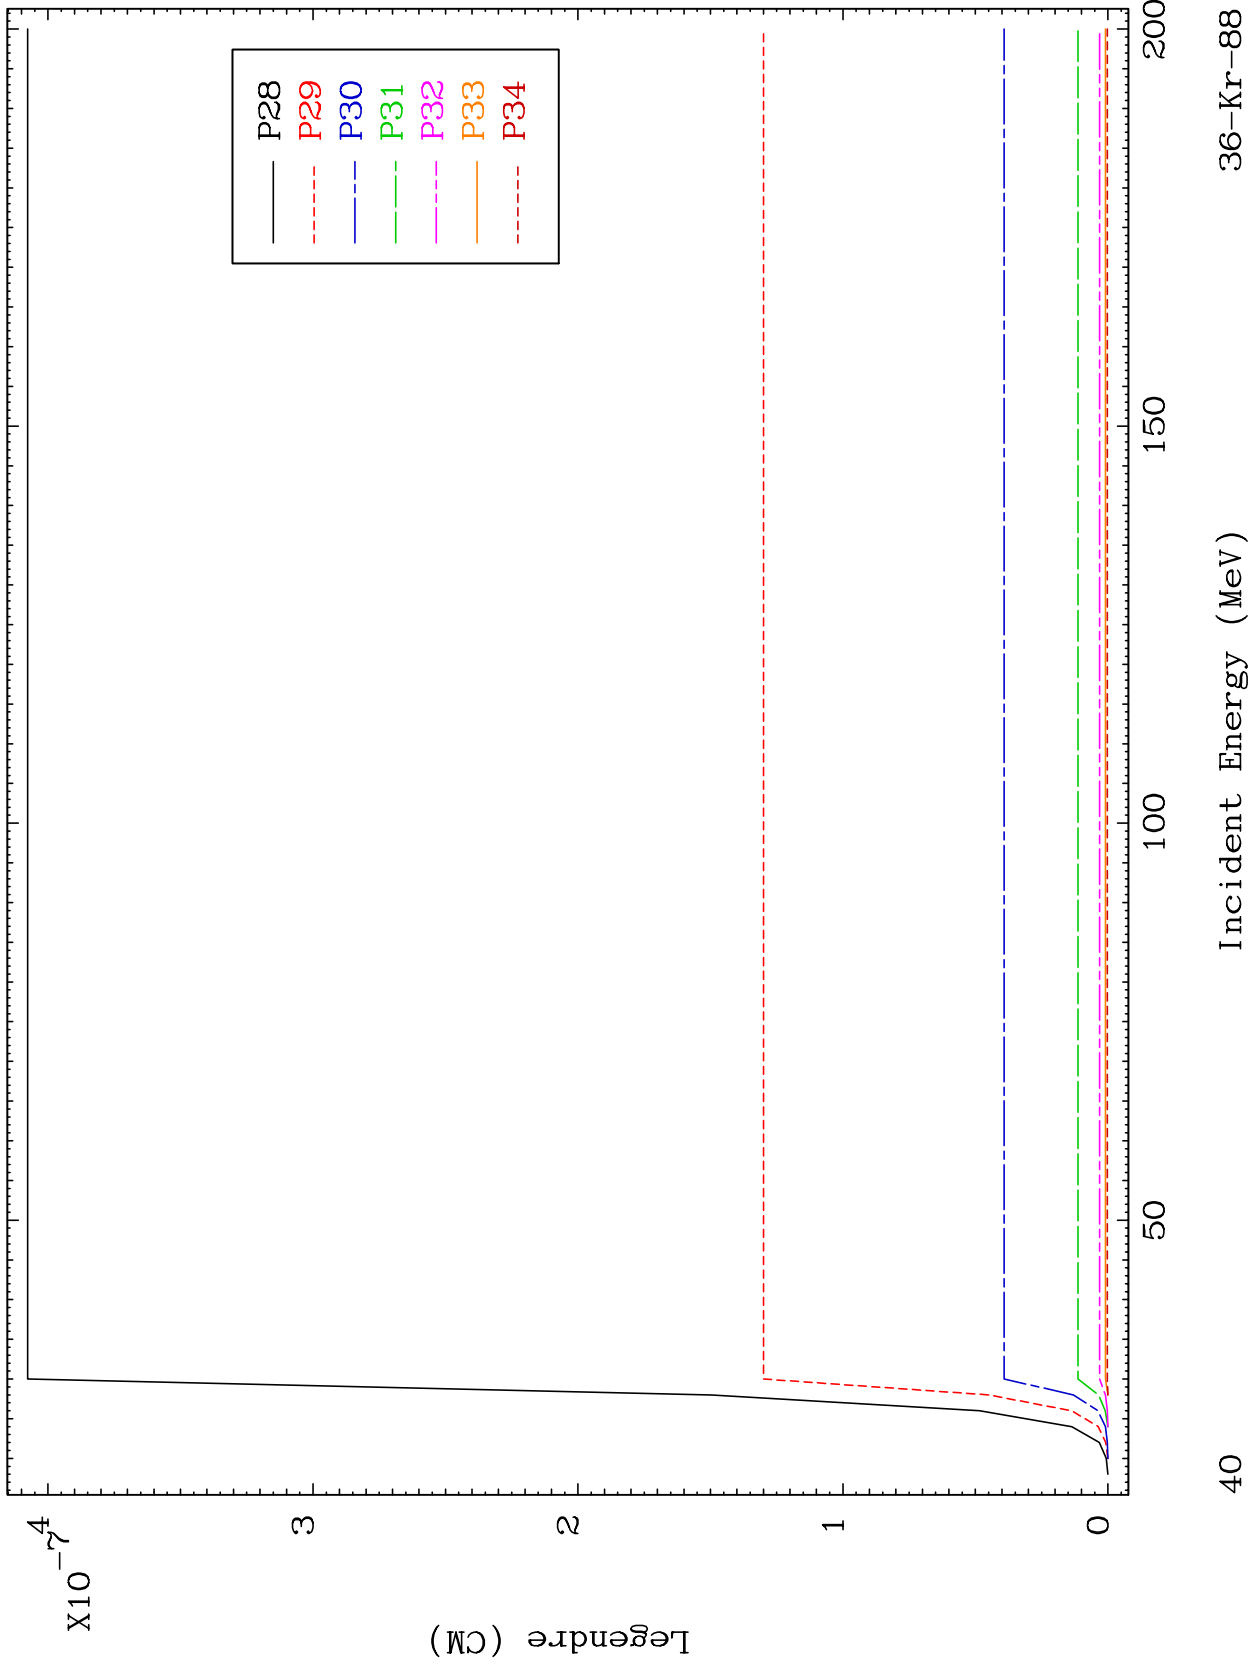 X10-7
4
3
2
1
0
Legendre (CM)
P28
P29
P30
P31
P32
P33
P34
50
100
150
200
40
Incident Energy (MeV)
36-Kr-88